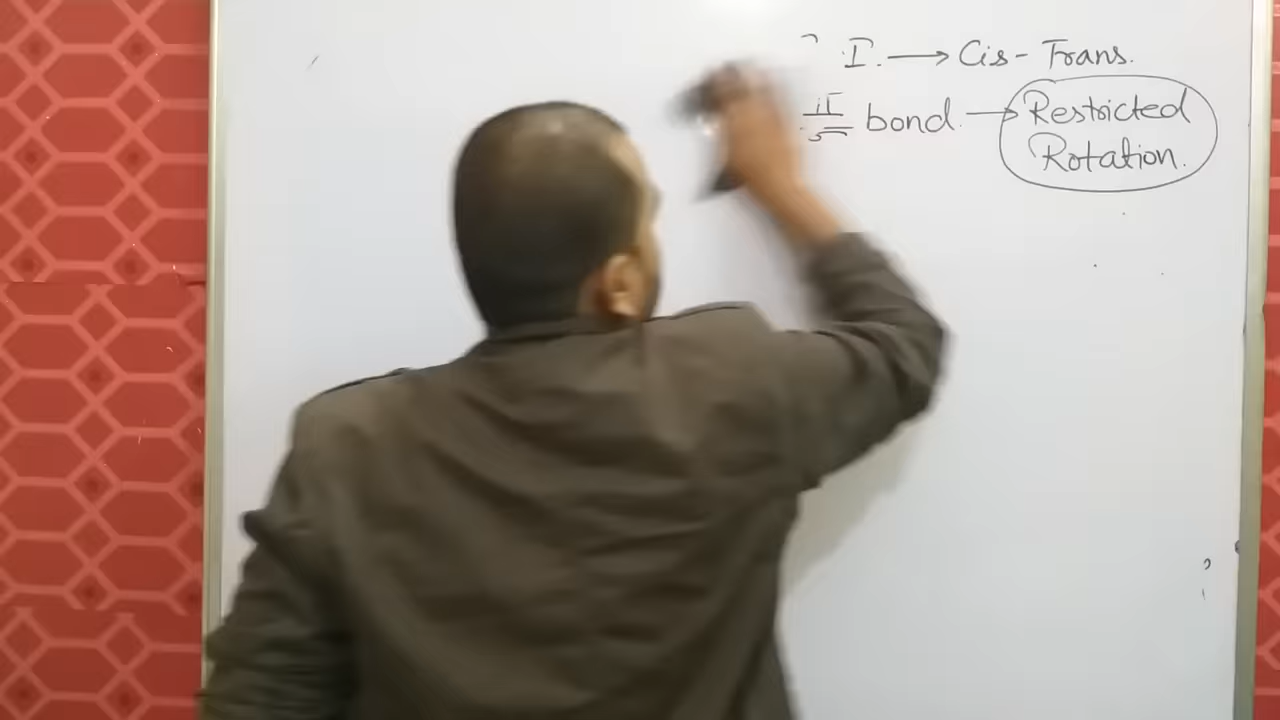 I. → Cis - Trans.
π bond. → Restricted
Rotation.